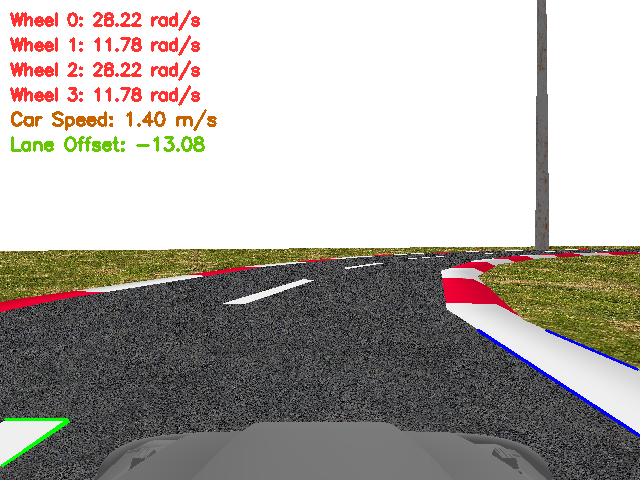 Wheel 0: 28.22 rad/s
Wheel 1: 11.78 rad/s
Wheel 2: 28.22 rad/s
Wheel 3: 11.78 rad/s
Car Speed: 1.40 m/s
Lane Offset: -13.08